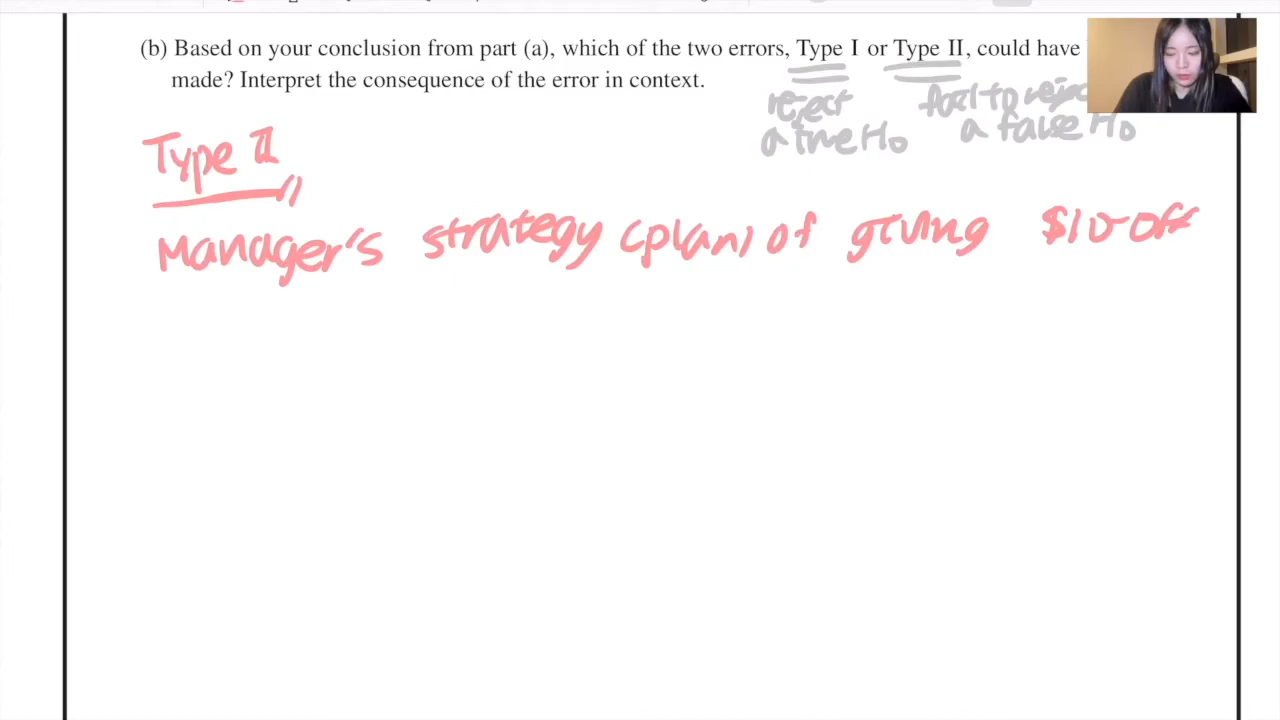 (b) Based on your conclusion from part (a), which of the two errors, Type I or Type II, could have
made? Interpret the consequence of the error in context.
reject
a true H0
fail to rejec
a false H0
Type II
Manager's strategy (plan) of giving $10 off